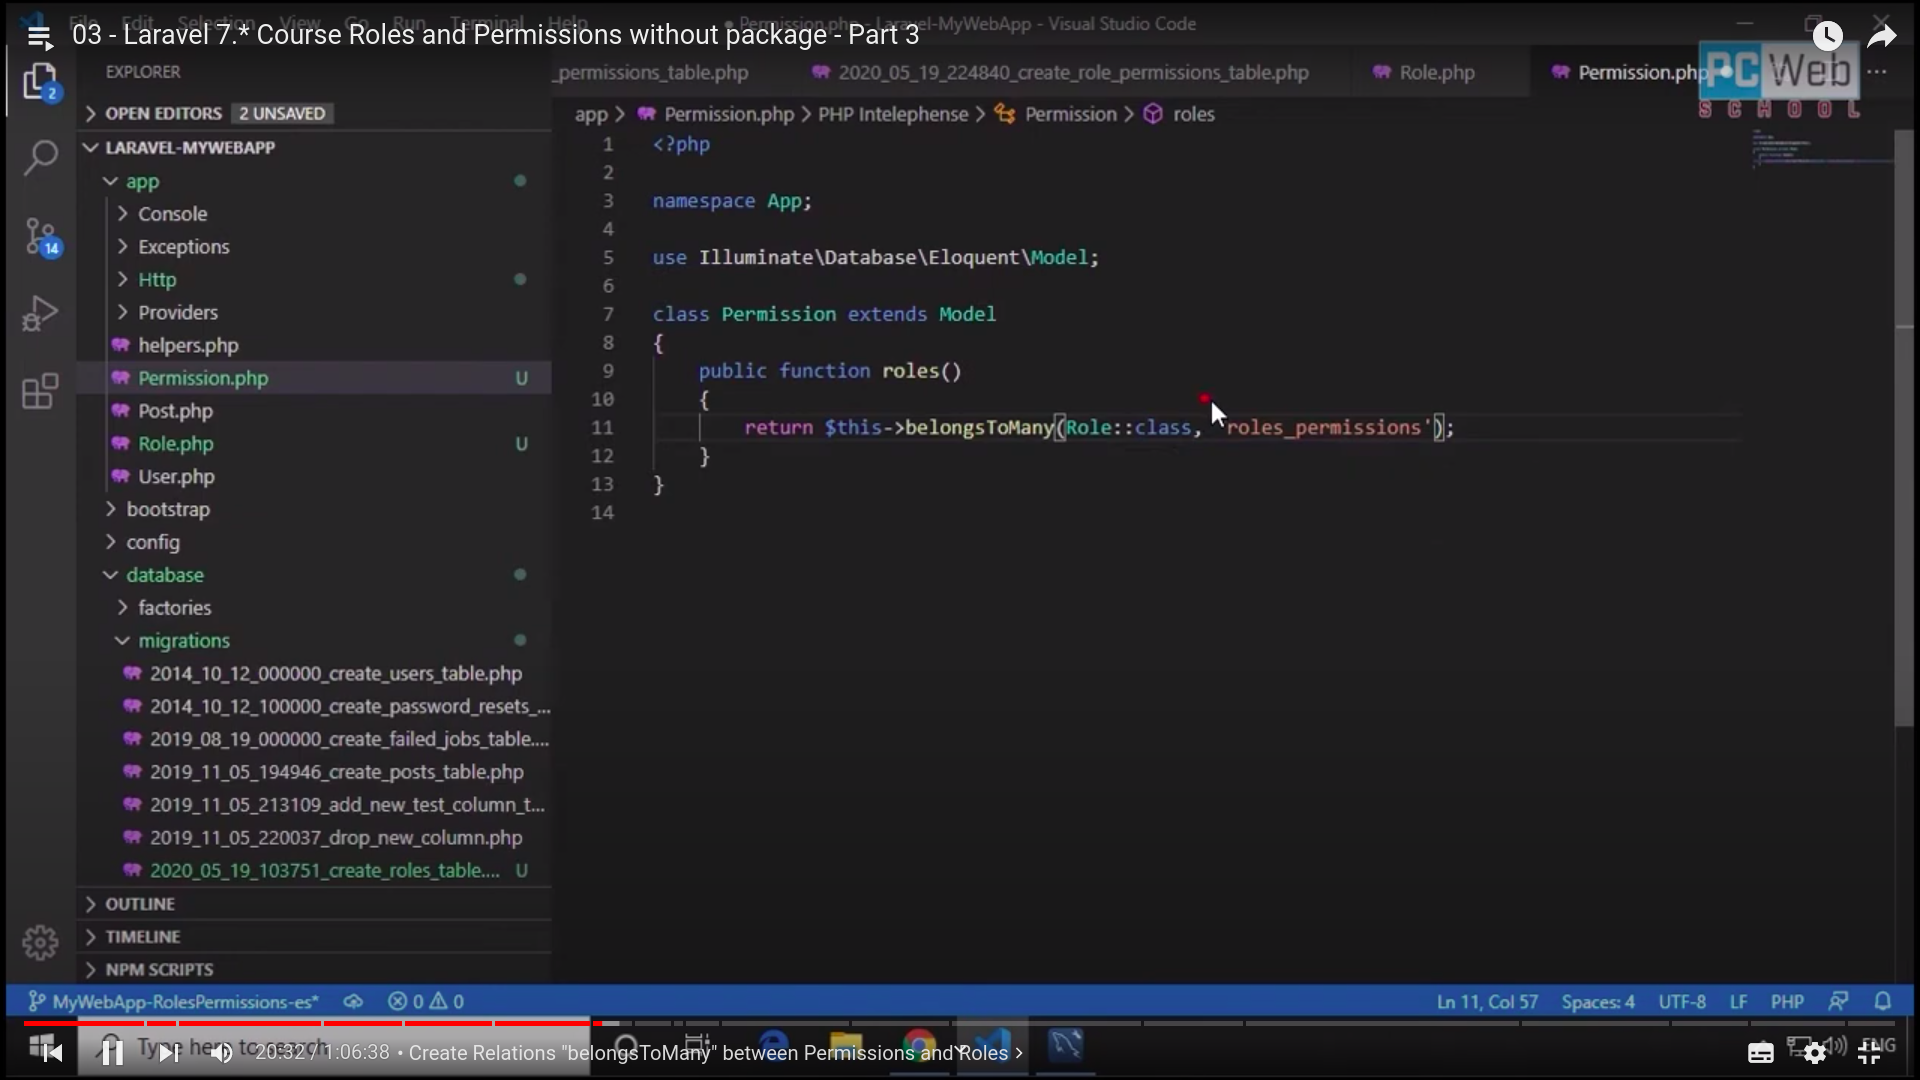 File Edit Selection View Go Run Terminal Help
Permission.php - Laravel-MyWebApp - Visual Studio Code
03 - Laravel 7.* Course Roles and Permissions without package - Part 3
PC Web
SCHOOL
EXPLORER
_permissions_table.php
2020_05_19_224840_create_role_permissions_table.php
Role.php
Permission.php
2
OPEN EDITORS 2 UNSAVED
app > Permission.php > PHP Intelephense > Permission > roles
LARAVEL-MYWEBAPP
app
Console
Exceptions
Http
Providers
helpers.php
Permission.php U
Post.php
Role.php U
User.php
bootstrap
config
database
factories
migrations
2014_10_12_000000_create_users_table.php
2014_10_12_100000_create_password_resets_...
2019_08_19_000000_create_failed_jobs_table....
2019_11_05_194946_create_posts_table.php
2019_11_05_213109_add_new_test_column_t...
2019_11_05_220037_drop_new_column.php
2020_05_19_103751_create_roles_table.... U
OUTLINE
TIMELINE
NPM SCRIPTS
14
1 <?php
2
3 namespace App;
4
5 use Illuminate\Database\Eloquent\Model;
6
7 class Permission extends Model
8 {
9 public function roles()
10 {
11 return $this->belongsToMany(Role::class, 'roles_permissions');
12 }
13 }
14
MyWebApp-RolesPermissions-es* 0 0
Ln 11, Col 57 Spaces: 4 UTF-8 LF PHP
Type here to search
20:32 / 1:06:38 • Create Relations "belongsToMany" between Permissions and Roles >
ENG